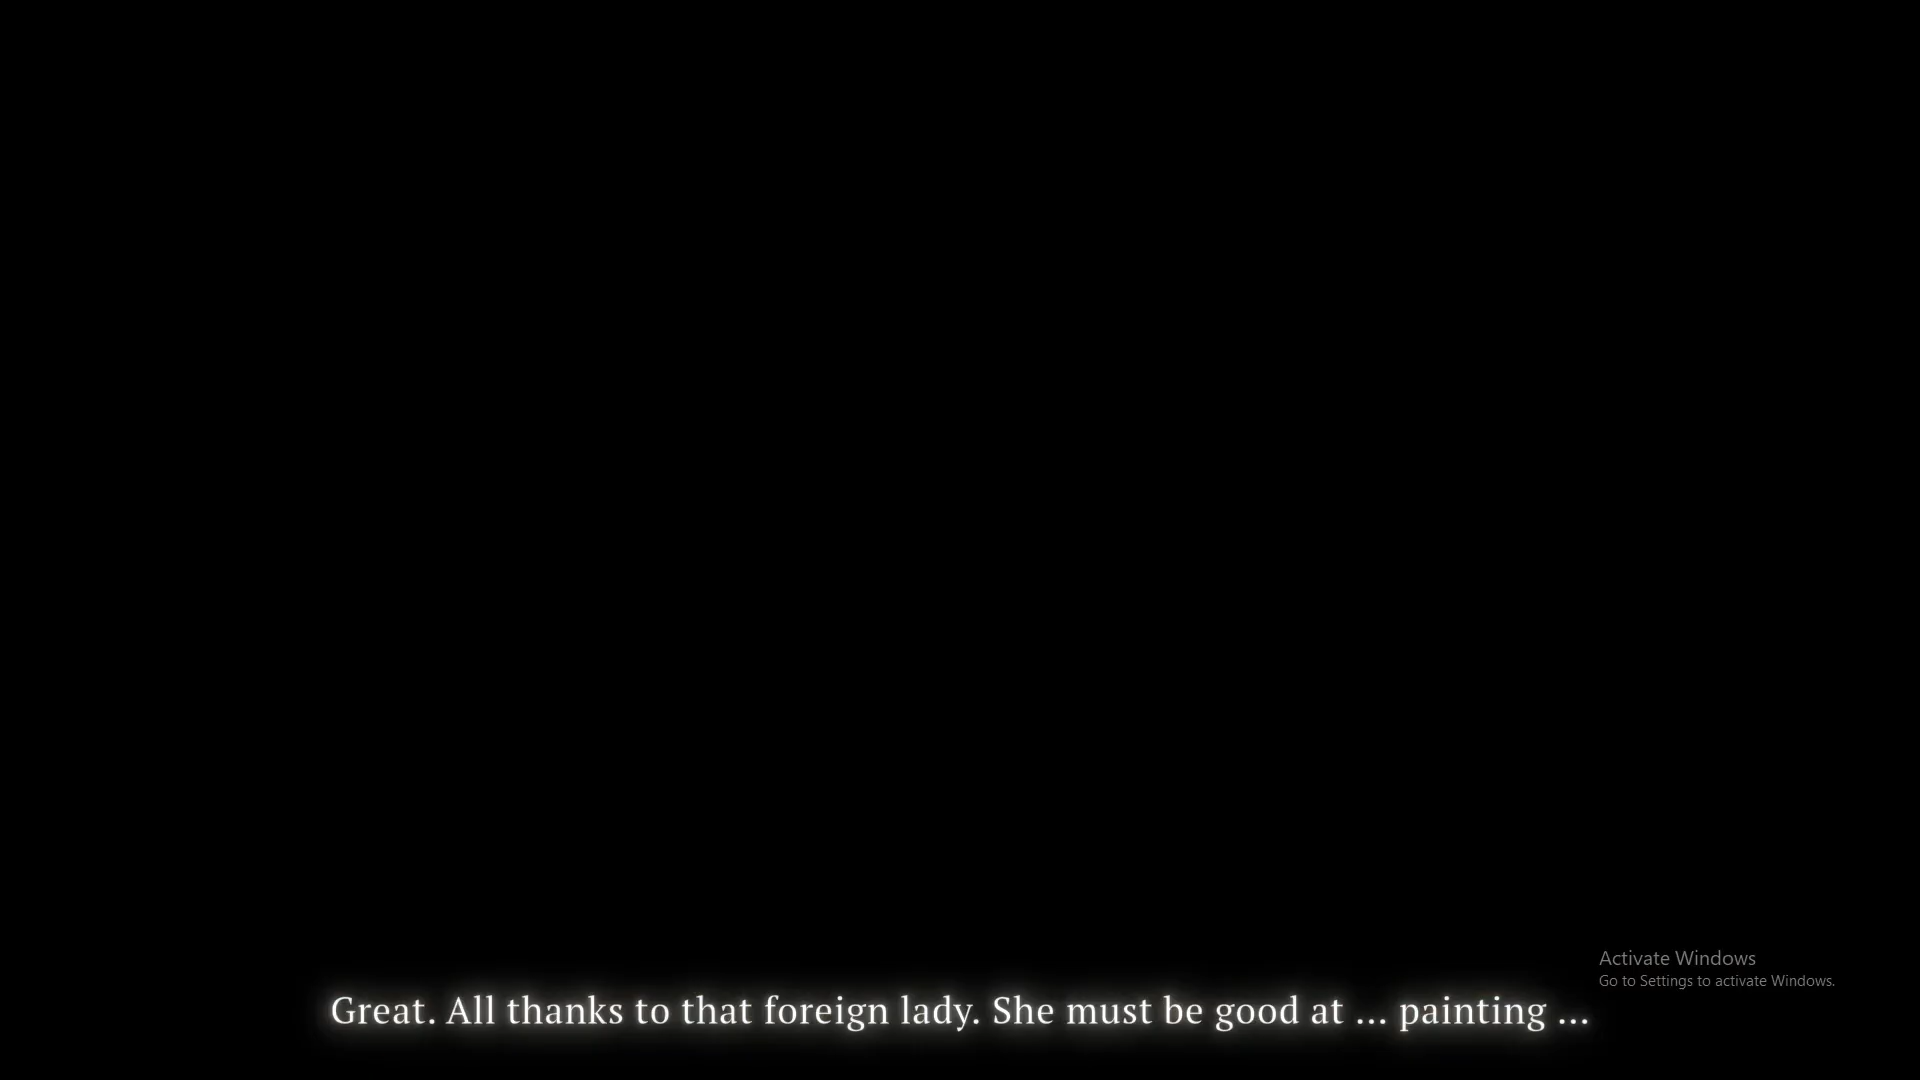 Activate Windows
Go to Settings to activate Windows.
Great. All thanks to that foreign lady. She must be good at ... painting ...